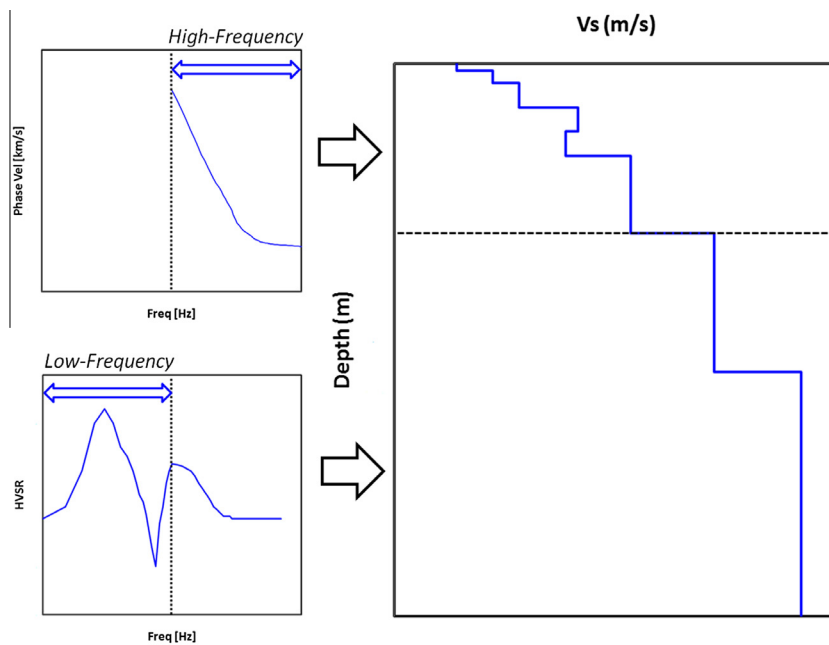 High-Frequency
Phase Vel [km/s]
Freq [Hz]
Low-Frequency
HVSR
Freq [Hz]
Vs (m/s)
Depth (m)